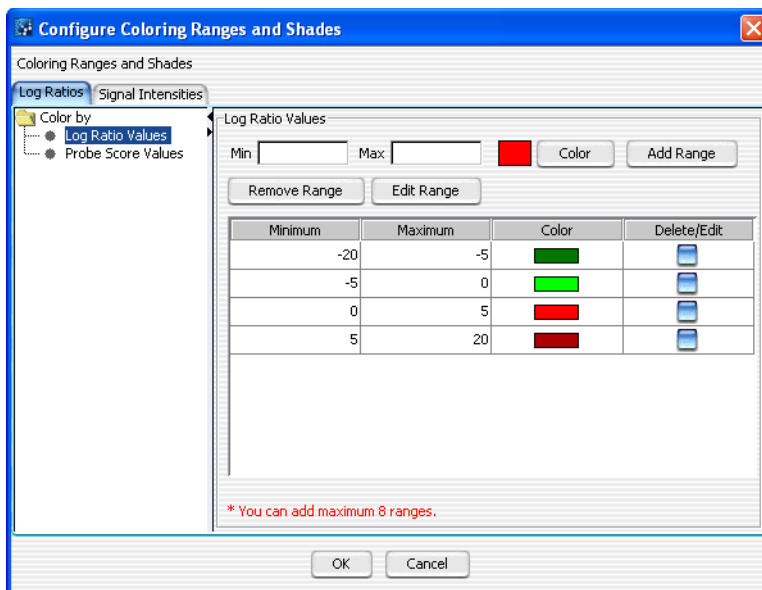 Configure Coloring Ranges and Shades
Coloring Ranges and Shades
Log Ratios Signal Intensities
Color by
Log Ratio Values
Probe Score Values
Log Ratio Values
Min Max Color Add Range
Remove Range Edit Range
Minimum Maximum Color Delete/Edit
-20 -5
-5 0
0 5
5 20
* You can add maximum 8 ranges.
OK Cancel